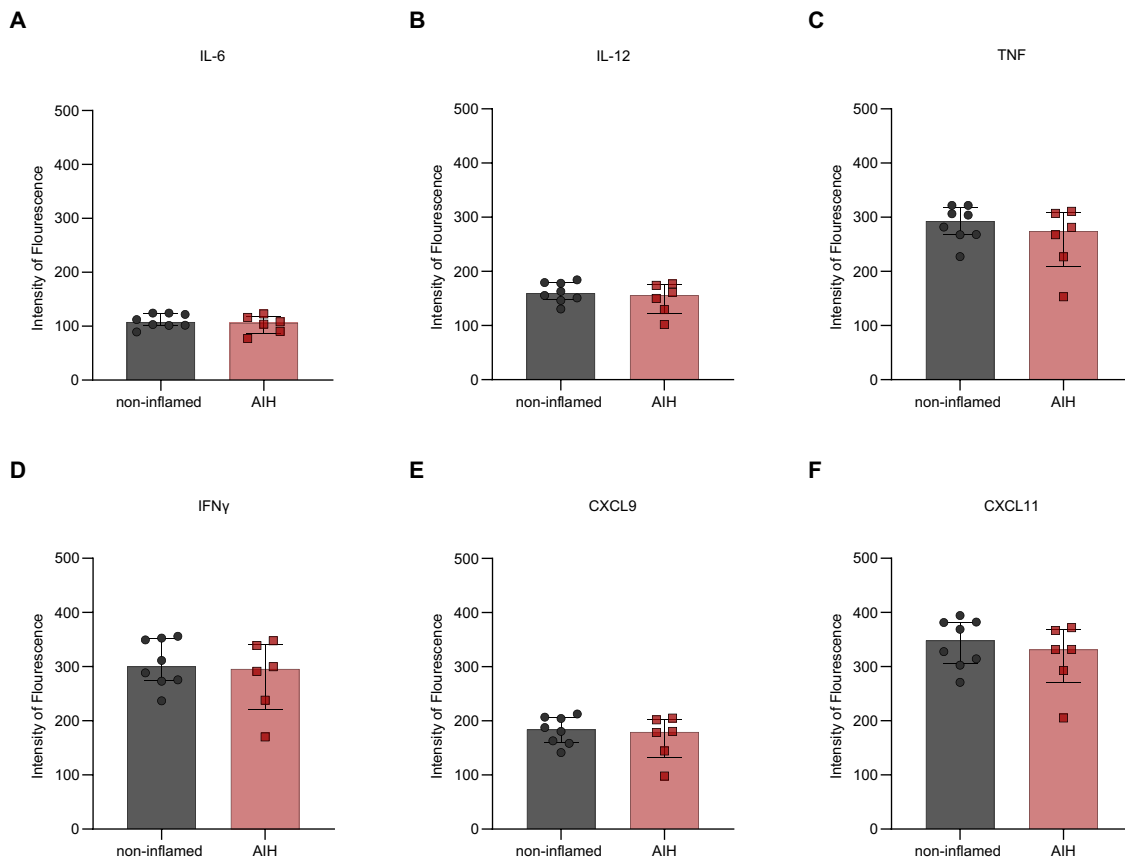 A
IL-6
Intensity of Flourescence
500
400
300
200
100
0
non-inflamed
AIH
B
IL-12
Intensity of Flourescence
500
400
300
200
100
0
non-inflamed
AIH
C
TNF
Intensity of Flourescence
500
400
300
200
100
0
non-inflamed
AIH
D
IFNγ
Intensity of Flourescence
500
400
300
200
100
0
non-inflamed
AIH
E
CXCL9
Intensity of Flourescence
500
400
300
200
100
0
non-inflamed
AIH
F
CXCL11
Intensity of Flourescence
500
400
300
200
100
0
non-inflamed
AIH